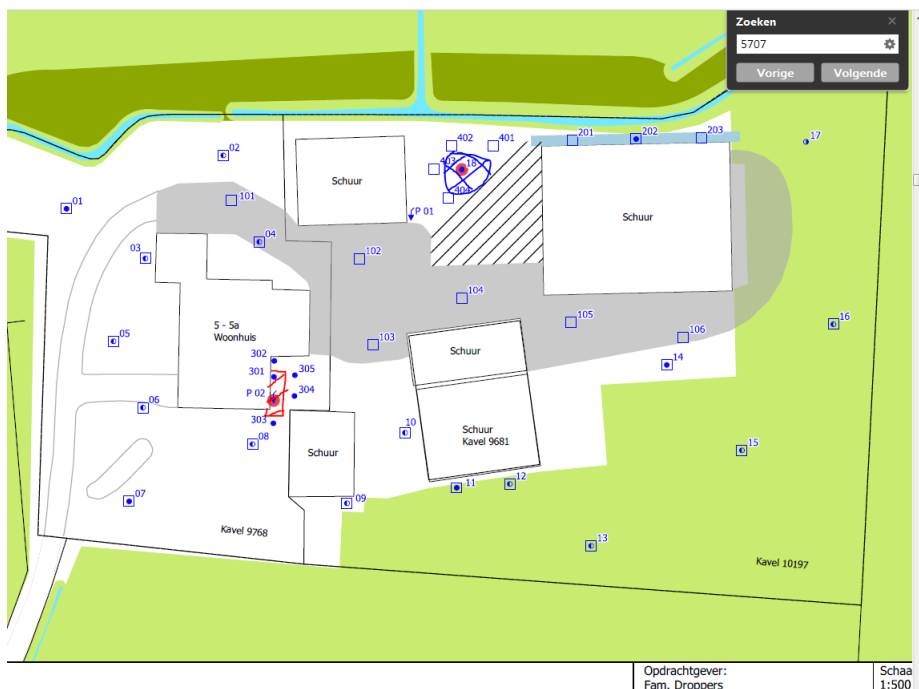 Zoeken
5707
Vorige Volgende
402 401
201 202 203
17
02
403 18
Schuur
404
101
01
P 01
Schuur
04
03
102
104
105
16
5 - 5a
Woonhuis
05
103
106
302
Schuur
14
301 305
P 02 304
06
303
10
08
Schuur
Kavel 9681
15
Schuur
11 12
07
09
Kavel 9768
13
Kavel 10197
Opdrachtgever:
Fam. Droppers
Schaa
1:500